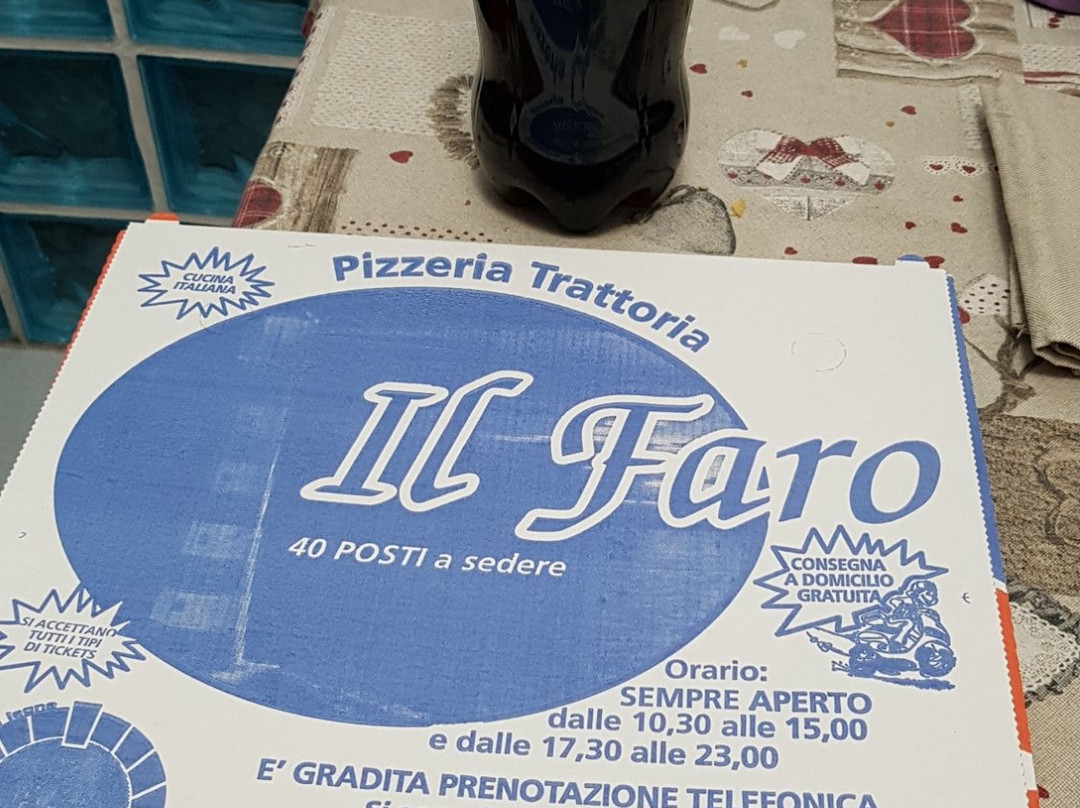 CUCINA
ITALIANA
Pizzeria Trattoria
Il Faro
40 POSTI a sedere
CONSEGNA
A DOMICILIO
GRATUITA
SI ACCETTANO
TUTTI I TIPI
DI TICKETS
Orario:
SEMPRE APERTO
dalle 10,30 alle 15,00
e dalle 17,30 alle 23,00
E' GRADITA PRENOTAZIONE TELEFONICA
Si